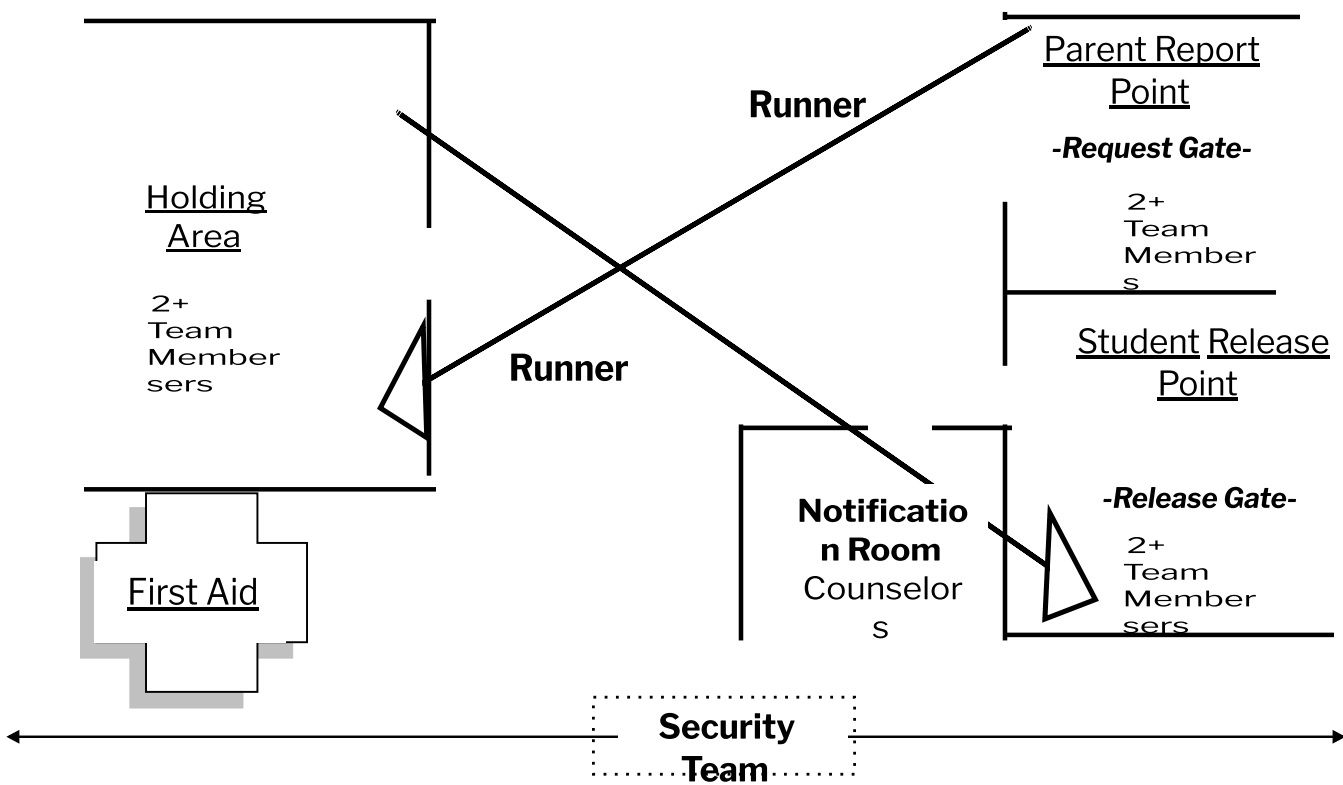 Parent Report
Point
Runner
-Request Gate-
Holding
Area
2+
Team
Member
s
2+
Team
Member
sers
Runner
Student Release
Point
Notificatio
n Room
Counselor
s
-Release Gate-
2+
Team
Member
sers
First Aid
Security
Team